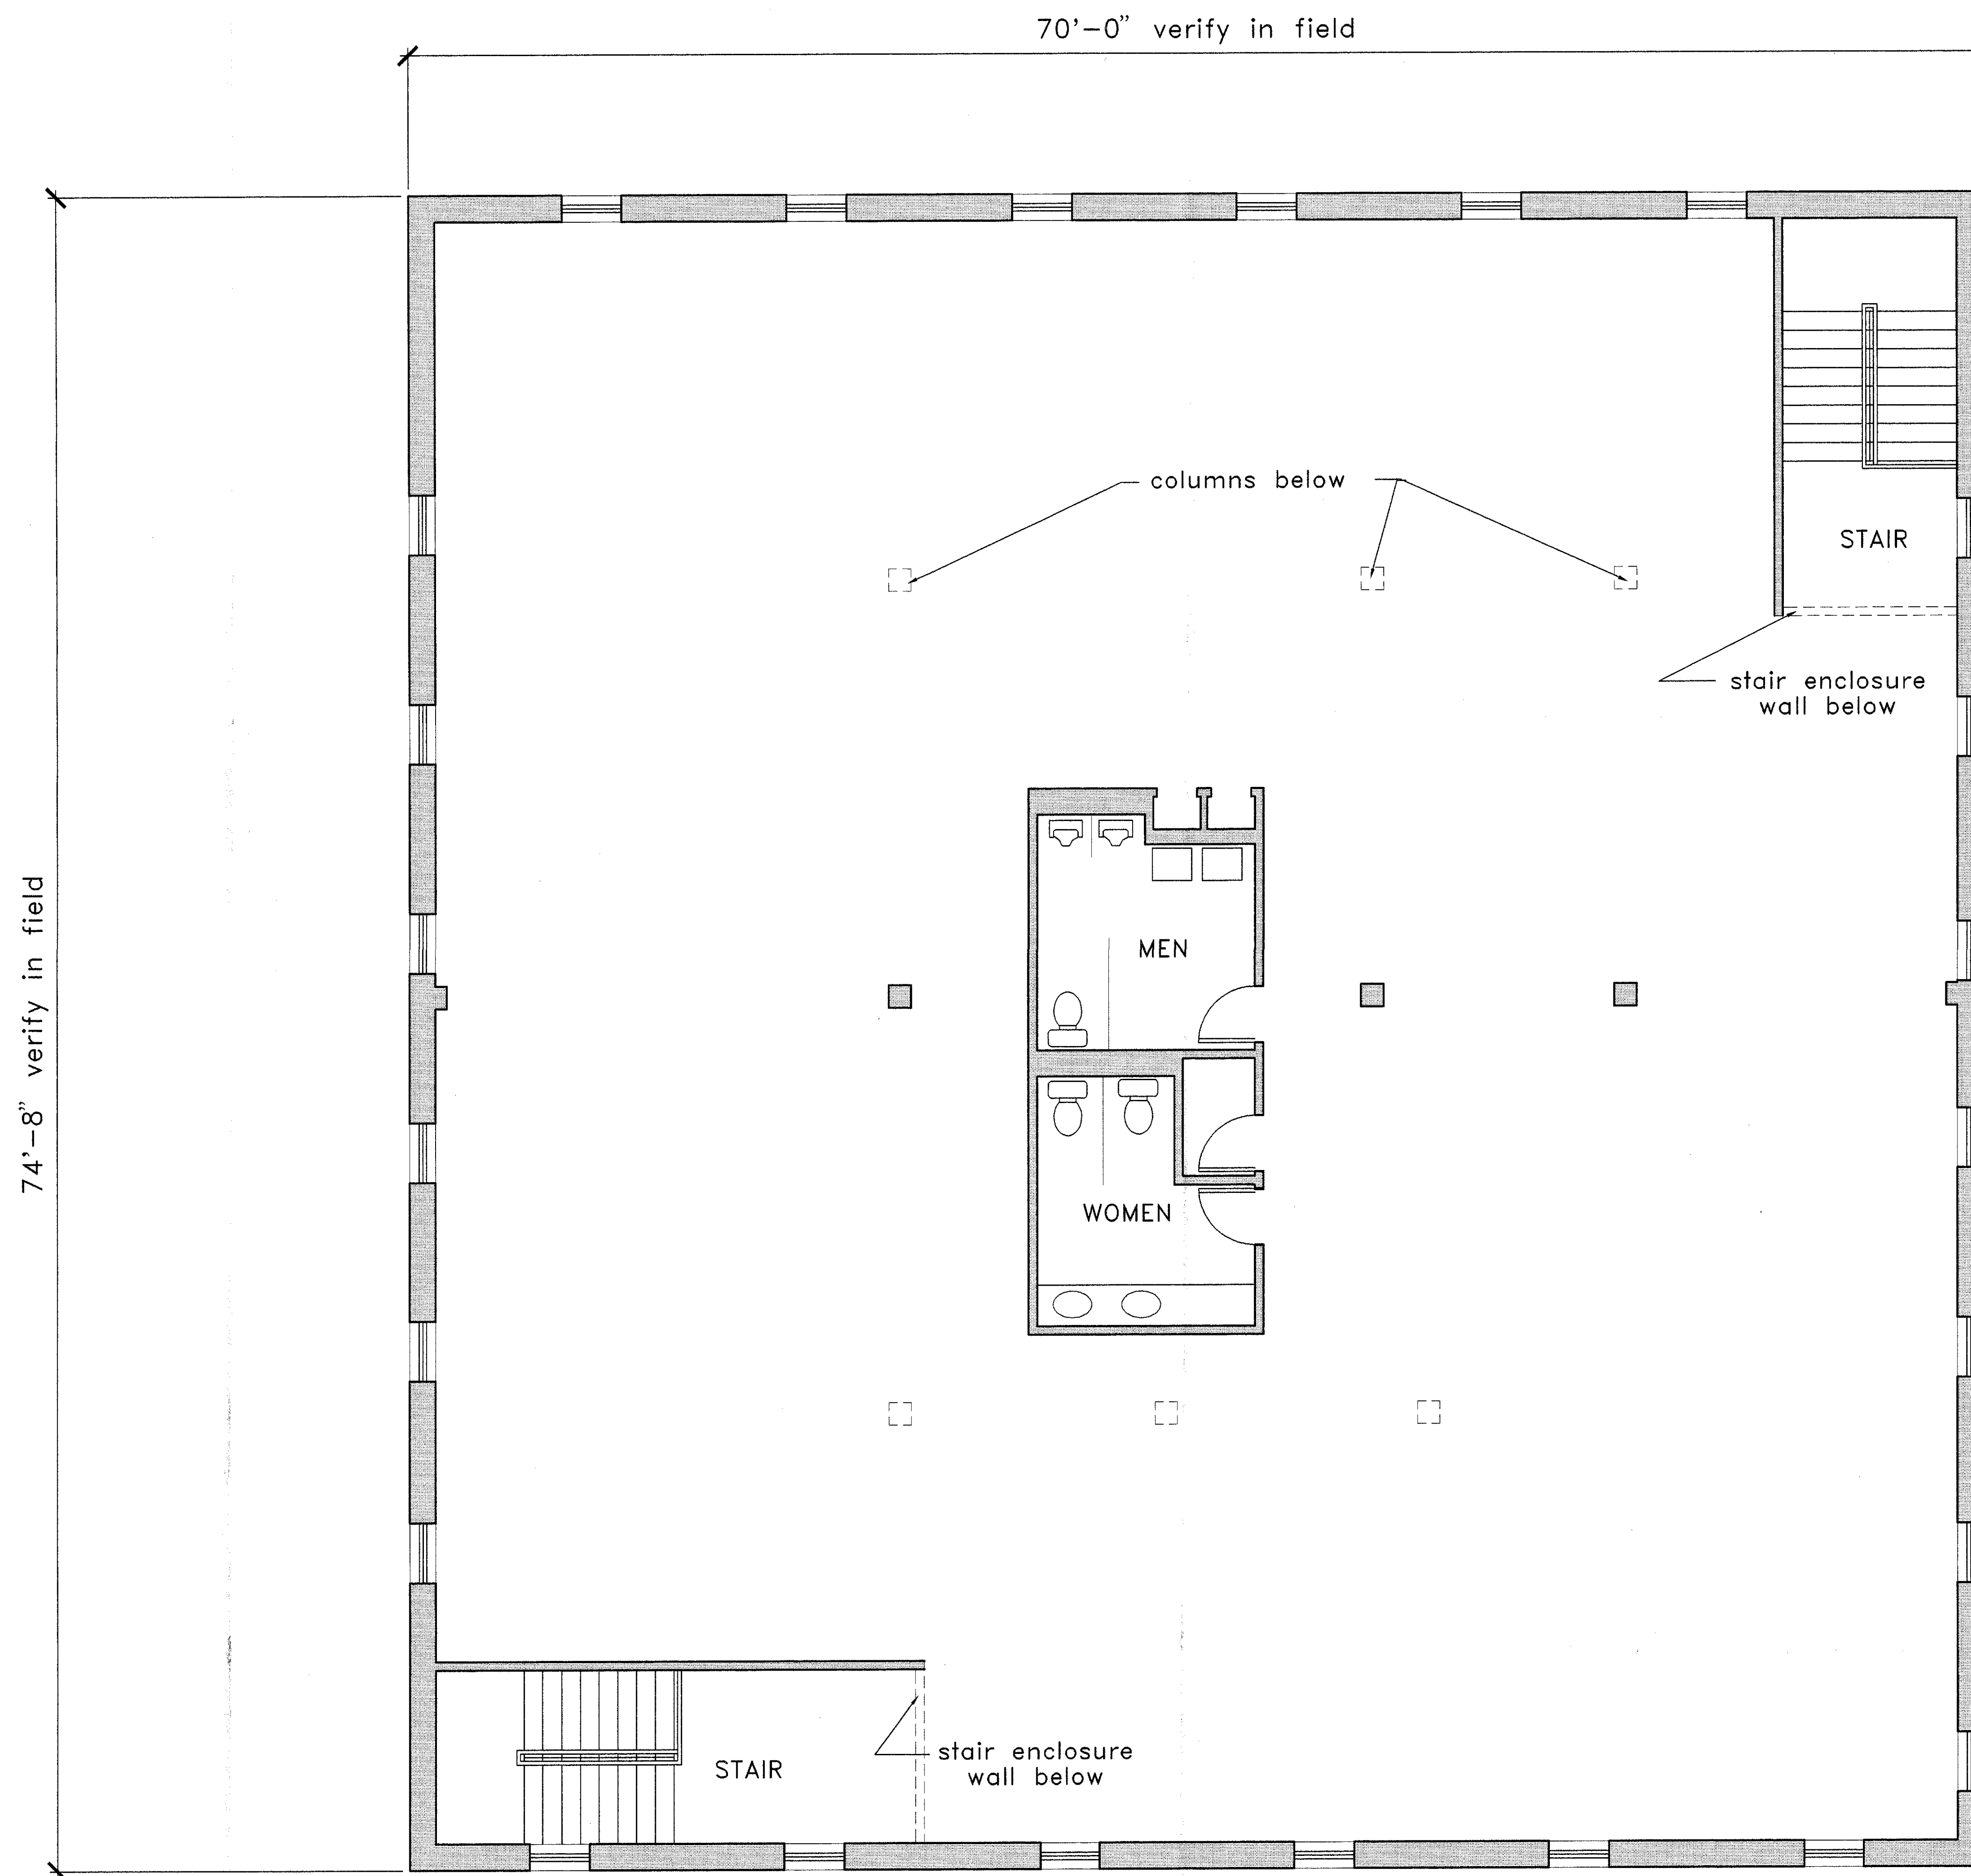 70'-0" verify in field
columns below
STAIR
stair enclosure
wall below
74'-8" verify in field
MEN
WOMEN
STAIR
stair enclosure
wall below